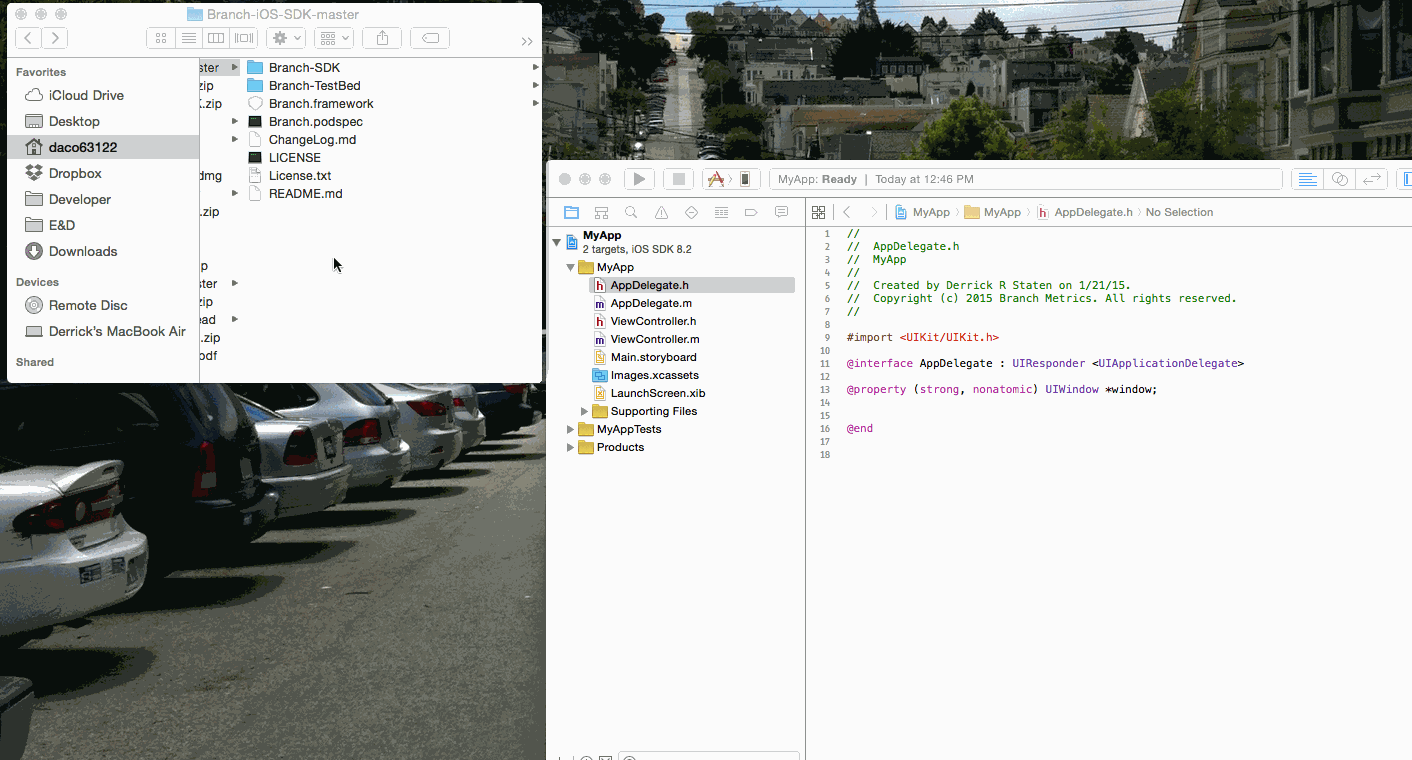 Branch-iOS-SDK-master
Favorites
iCloud Drive
Desktop
daco63122
Dropbox
Developer
E&D
Downloads
Devices
Remote Disc
Derrick's MacBook Air
Shared
ster
zip
.zip
dmg
.zip
p
ster
zip
ead
.zip
pdf
Branch-SDK
Branch-TestBed
Branch.framework
Branch.podspec
ChangeLog.md
LICENSE
License.txt
README.md
MyApp: Ready | Today at 12:46 PM
MyApp
2 targets, iOS SDK 8.2
MyApp
AppDelegate.h
AppDelegate.m
ViewController.h
ViewController.m
Main.storyboard
Images.xcassets
LaunchScreen.xib
Supporting Files
MyAppTests
Products
MyApp MyApp AppDelegate.h No Selection
1 //
2 // AppDelegate.h
3 // MyApp
4 //
5 // Created by Derrick R Staten on 1/21/15.
6 // Copyright (c) 2015 Branch Metrics. All rights reserved.
7 //
8
9 #import <UIKit/UIKit.h>
10
11 @interface AppDelegate : UIResponder <UIApplicationDelegate>
12
13 @property (strong, nonatomic) UIWindow *window;
14
15
16 @end
17
18